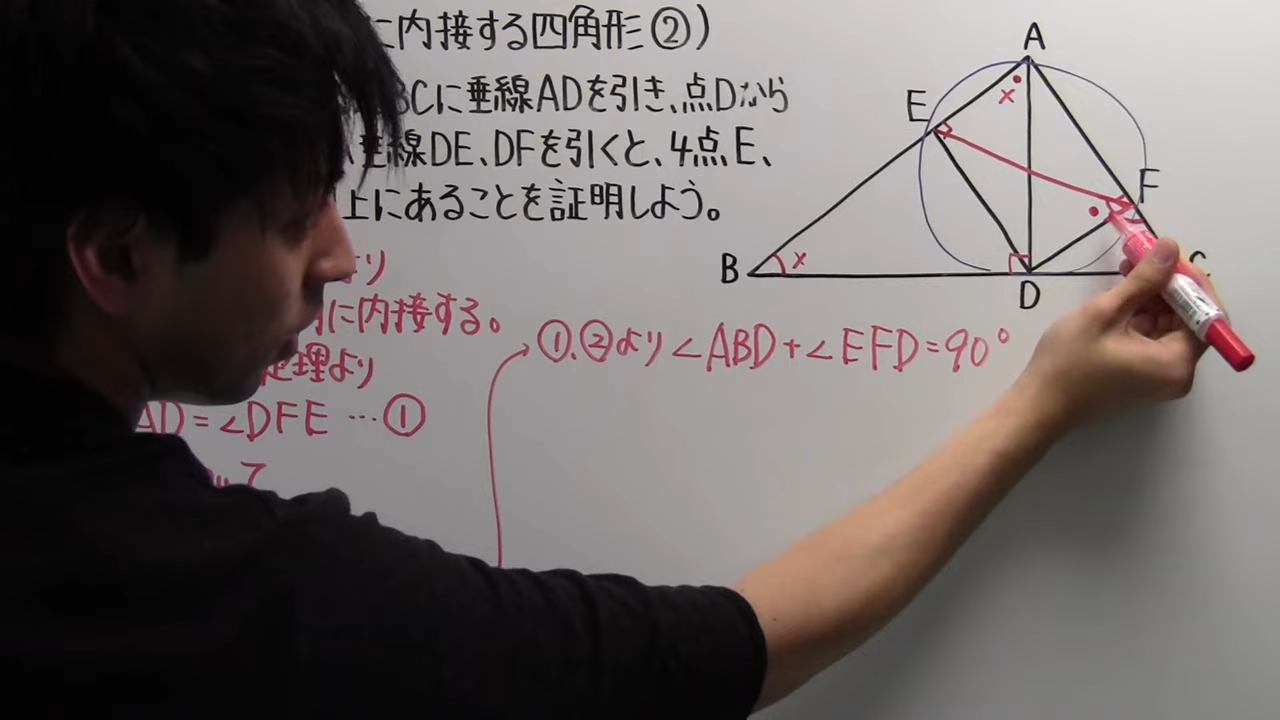 に内接する四角形②)
BCに垂線ADを引き、点Dから
垂線DE、DFを引くと、4点E、
上にあることを証明しよう。
より
円に内接する。
定理より
AD=∠DFE …①
①、②より∠ABD+∠EFD=90°
A
E
×
F
B
×
D
C